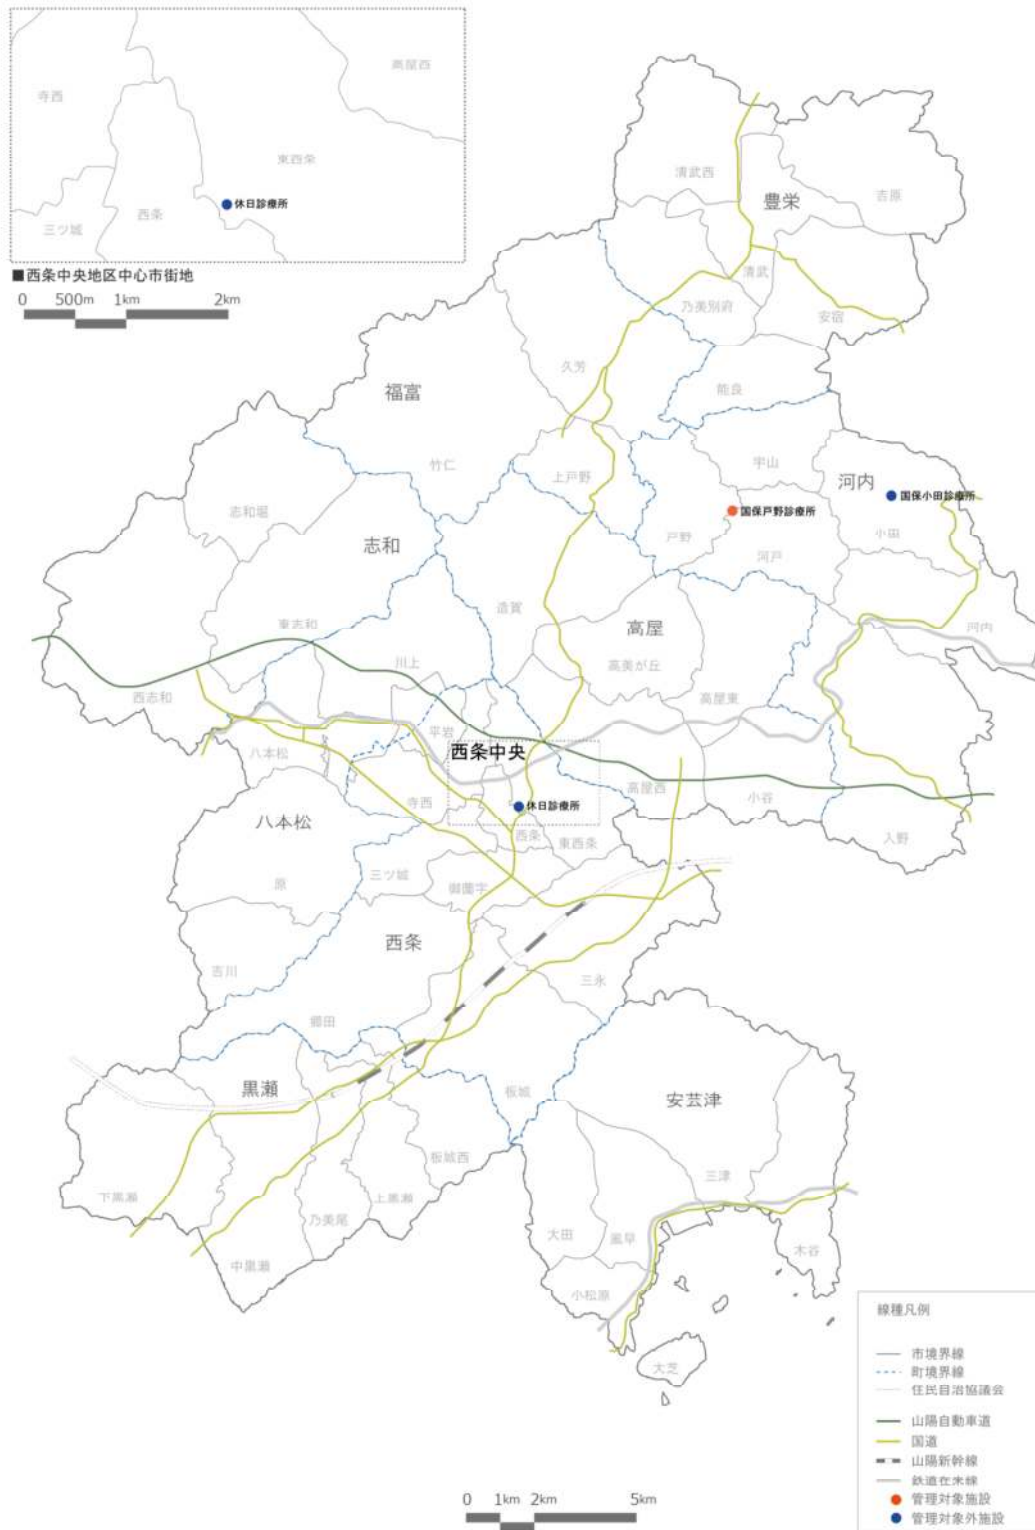 高屋西
寺西
東西条
休日診療所
西条
三ツ城
■西条中央地区中心市街地
0 500m 1km 2km
清武西
吉原
豊栄
清武
乃美別府
安宿
久芳
能良
福富
竹仁
上戸野
宇山
河内
国保小田診療所
志和堀
国保戸野診療所
小田
戸野
河戸
志和
造賀
東志和
高屋
河内
川上
高美が丘
西志和
高屋東
平岩
八本松
西条中央
高屋西
小谷
寺西
休日診療所
八本松
西条
東西条
入野
三ツ城
原
御薗宇
西条
吉川
三永
郷田
黒瀬
板城
安芸津
板城西
三津
下黒瀬
上黒瀬
乃美尾
大田
風早
木谷
中黒瀬
小松原
大芝
線種凡例
市境界線
町境界線
住民自治協議会
山陽自動車道
国道
山陽新幹線
鉄道在来線
管理対象施設
管理対象外施設
0 1km 2km 5km